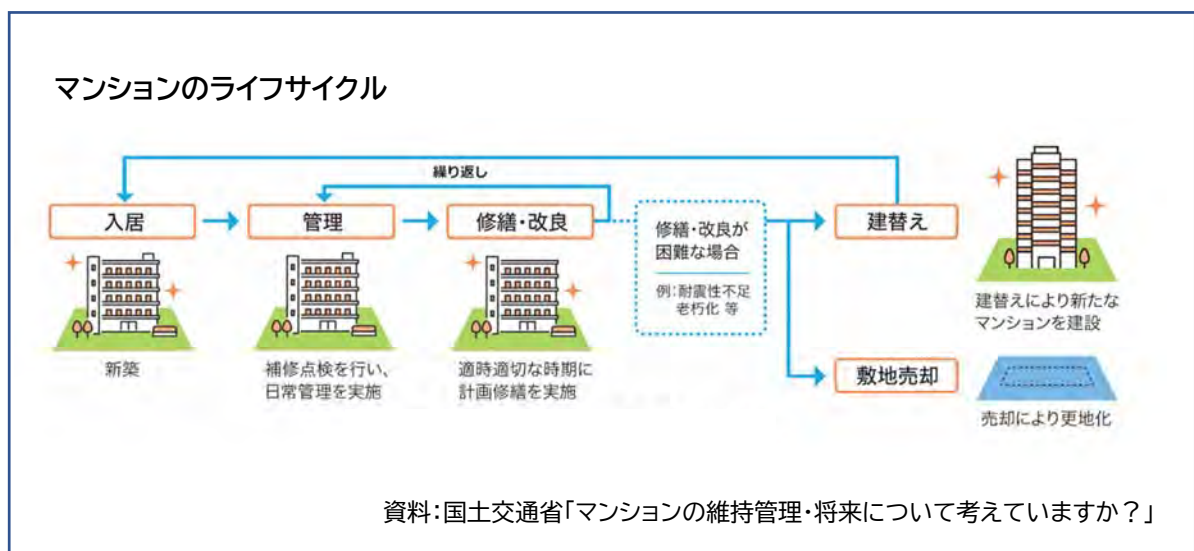 マンションのライフサイクル
繰り返し
入居
管理
修繕・改良
修繕・改良が
困難な場合
例：耐震性不足
老朽化 等
建替え
新築
補修点検を行い、
日常管理を実施
適時適切な時期に
計画修繕を実施
建替えにより新たな
マンションを建設
敷地売却
売却により更地化
資料：国土交通省「マンションの維持管理・将来について考えていますか？」